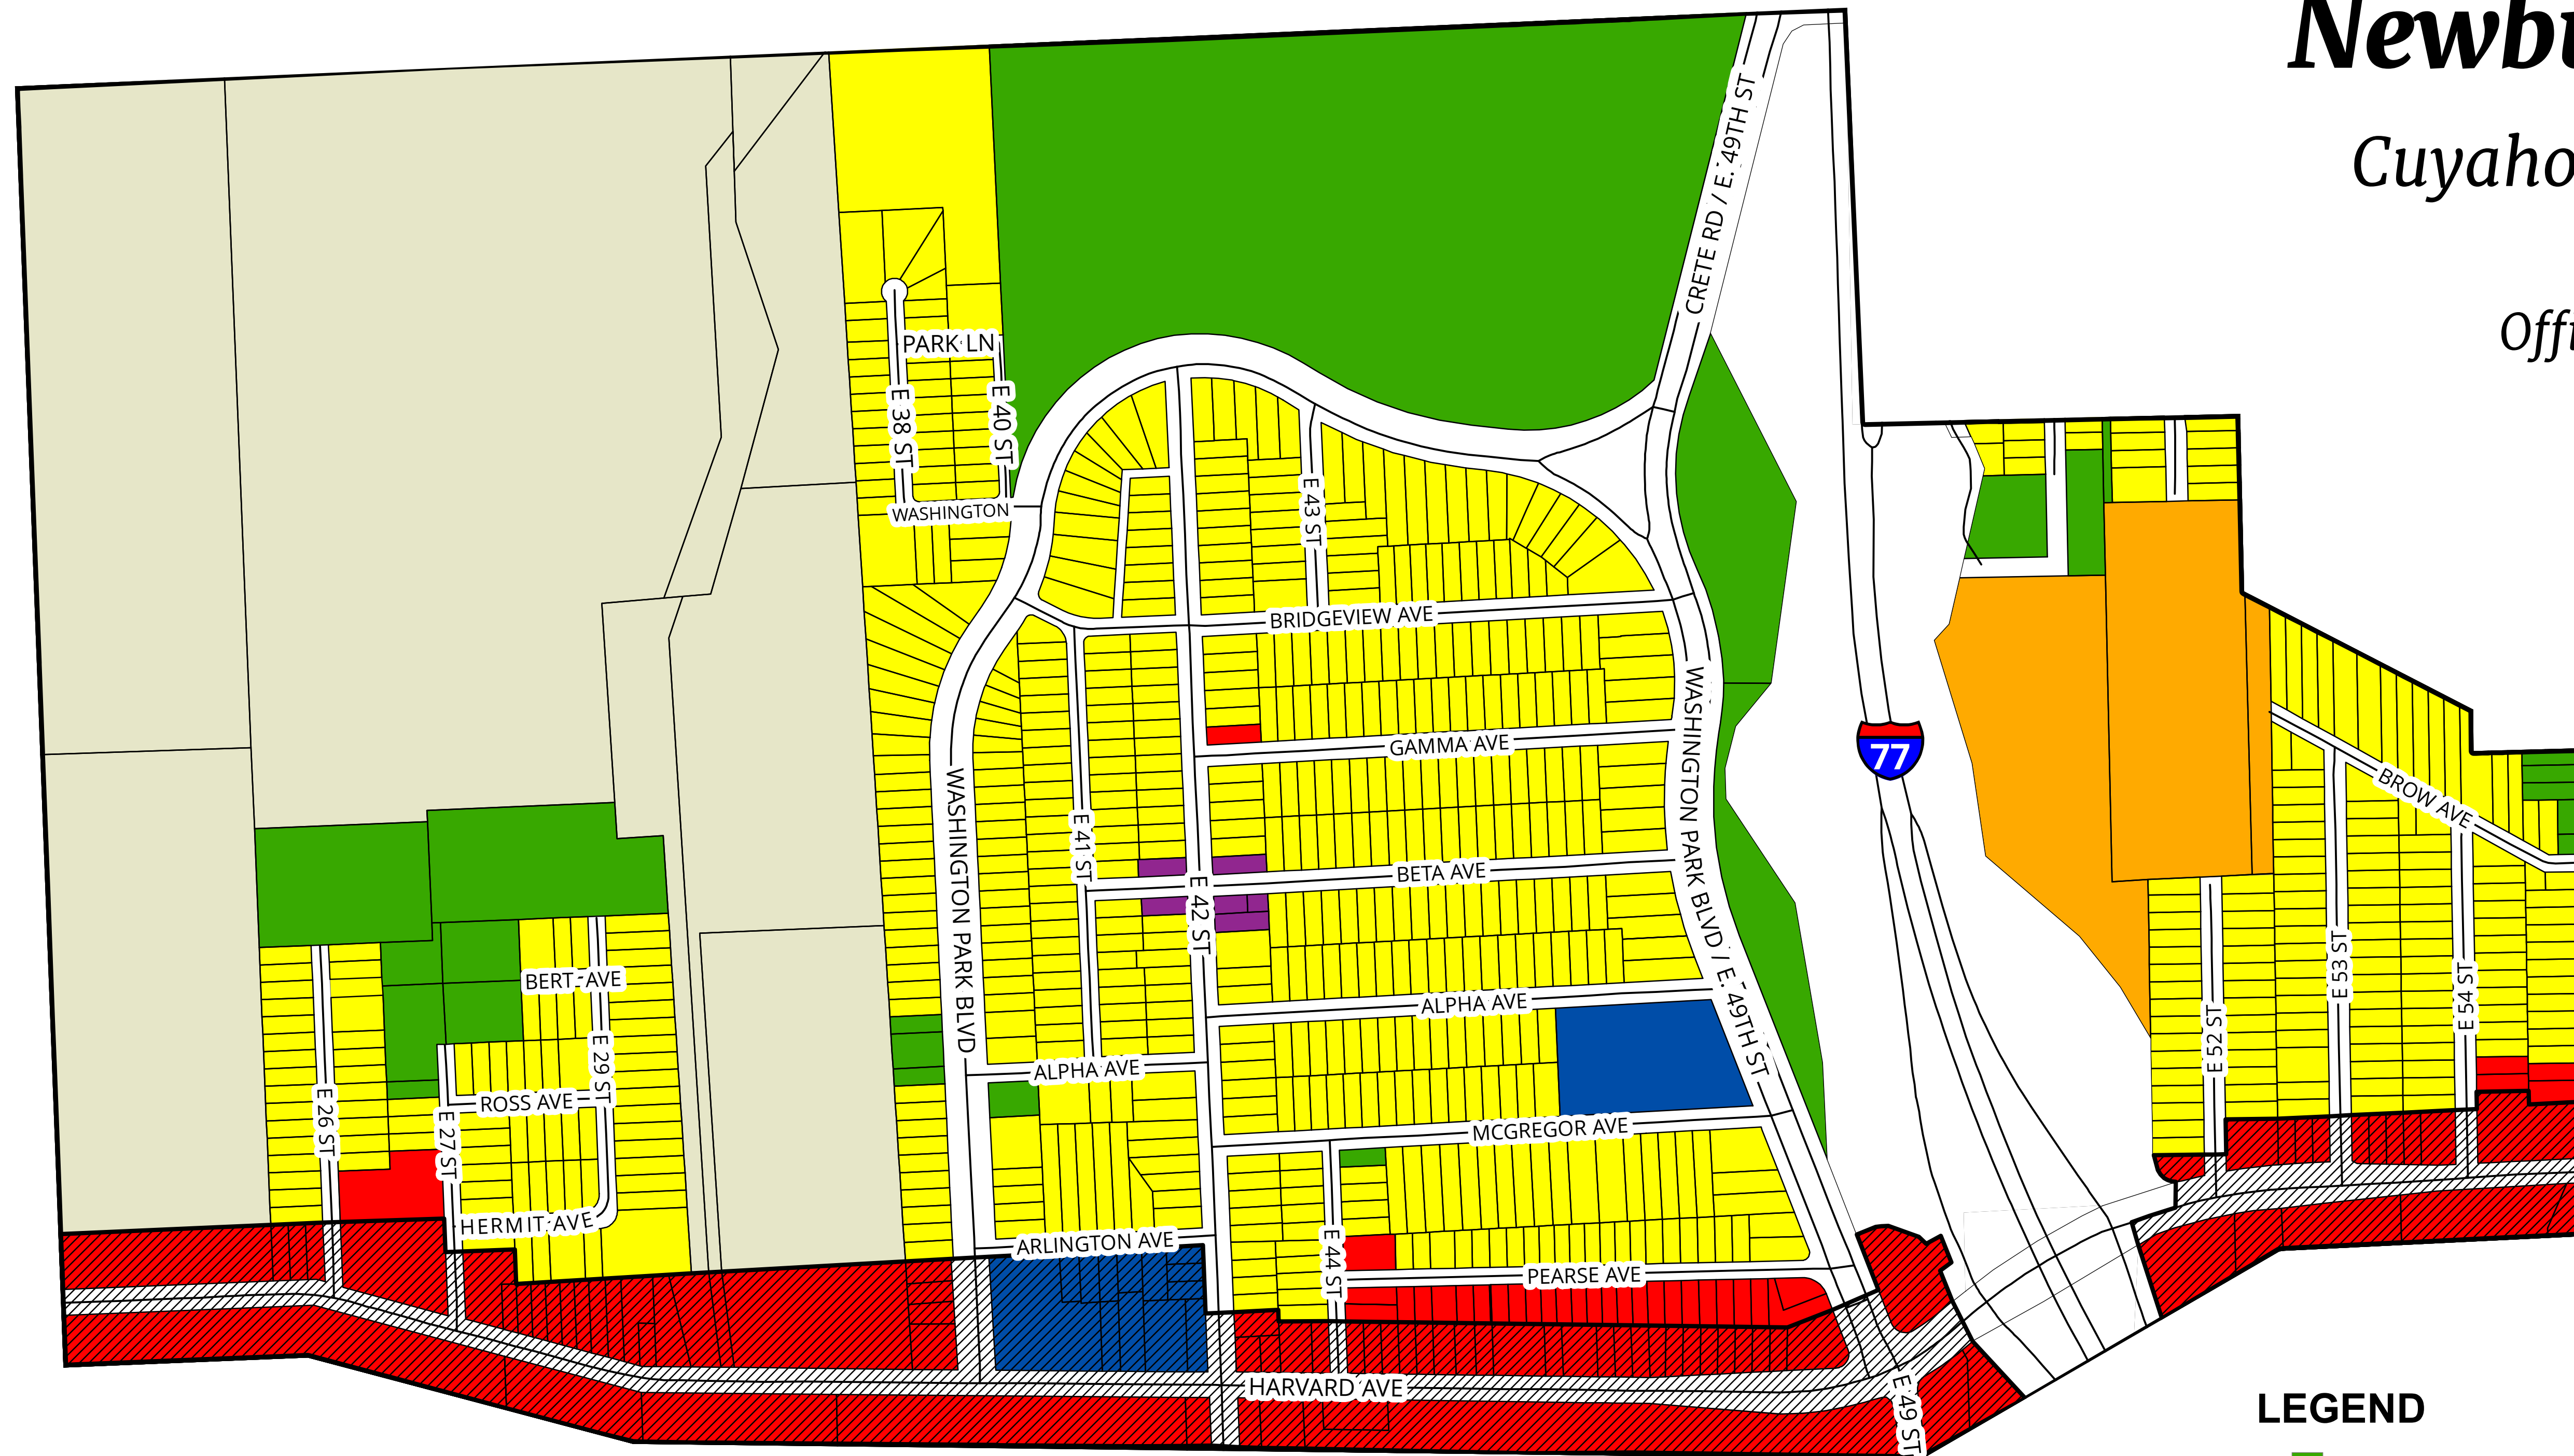 Newbu
Cuyaho
Offi
CRETE RD / E. 49TH ST
PARK LN
E 38 ST
E 40 ST
WASHINGTON
E 43 ST
BRIDGEVIEW AVE
GAMMA AVE
WASHINGTON PARK BLVD / E. 49TH ST
77
BROW AVE
WASHINGTON PARK BLVD
E 41 ST
BETA AVE
E 42 ST
BERT AVE
ALPHA AVE
E 53 ST
E 54 ST
E 52 ST
E 29 ST
ALPHA AVE
ROSS AVE
E 26 ST
E 27 ST
MCGREGOR AVE
HERMIT AVE
ARLINGTON AVE
E 44 ST
PEARSE AVE
HARVARD AVE
E 49 ST
LEGEND